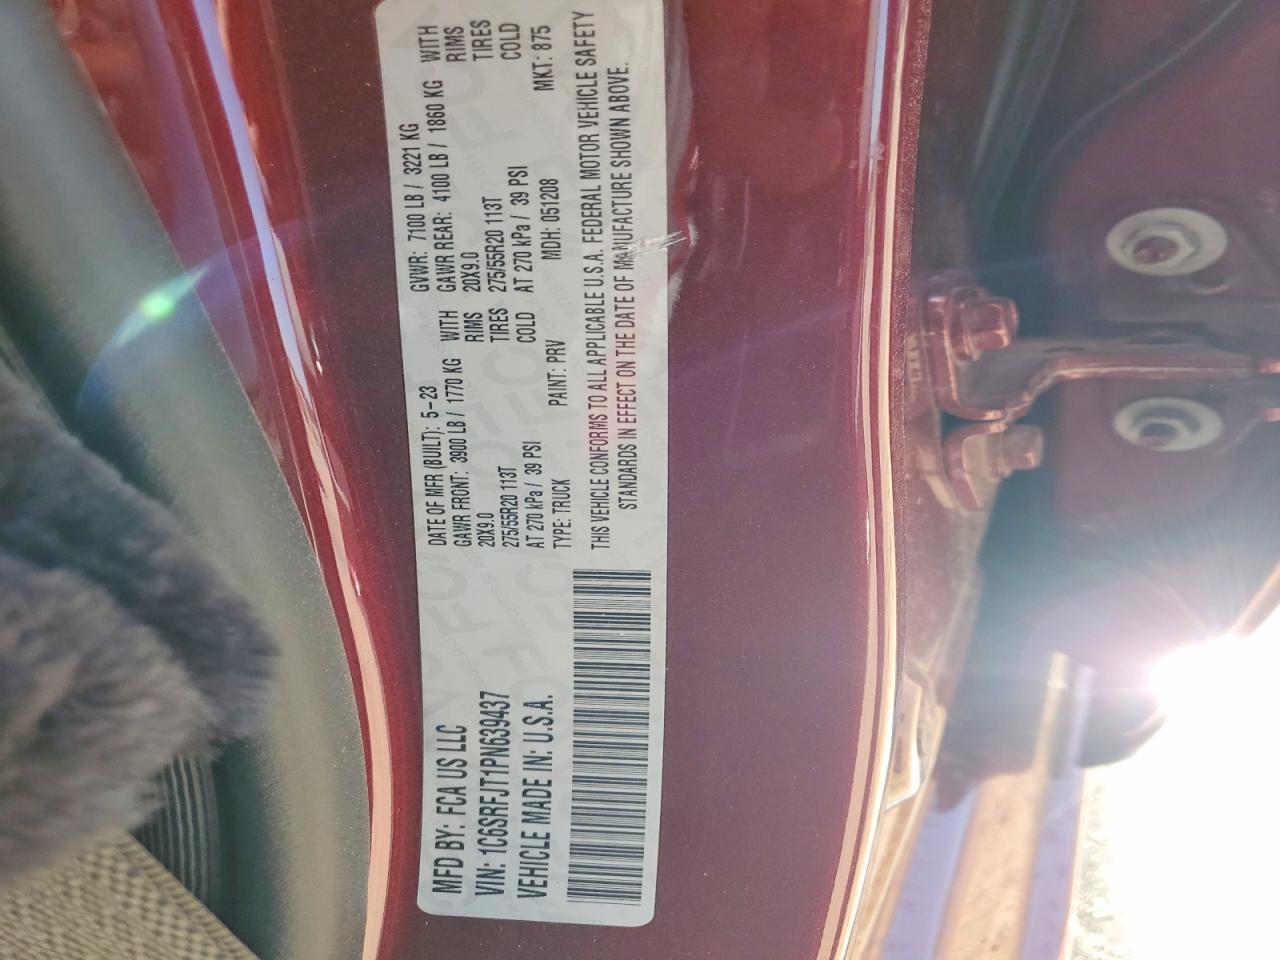 MFD BY: FCA US LLC
VIN: 1C6SRFJT1PN639437
VEHICLE MADE IN: U.S.A.
DATE OF MFR (BUILT): 5-23 GVWR: 7100 LB / 3221 KG
GAWR FRONT: 3900 LB / 1770 KG WITH GAWR REAR: 4100 LB / 1860 KG WITH
20X9.0 RIMS 20X9.0 RIMS
275/55R20 113T TIRES 275/55R20 113T TIRES
AT 270 kPa / 39 PSI COLD AT 270 kPa / 39 PSI COLD
TYPE: TRUCK PAINT: PRV MDH: 051208 MKT: 875
THIS VEHICLE CONFORMS TO ALL APPLICABLE U.S.A. FEDERAL MOTOR VEHICLE SAFETY
STANDARDS IN EFFECT ON THE DATE OF MANUFACTURE SHOWN ABOVE.